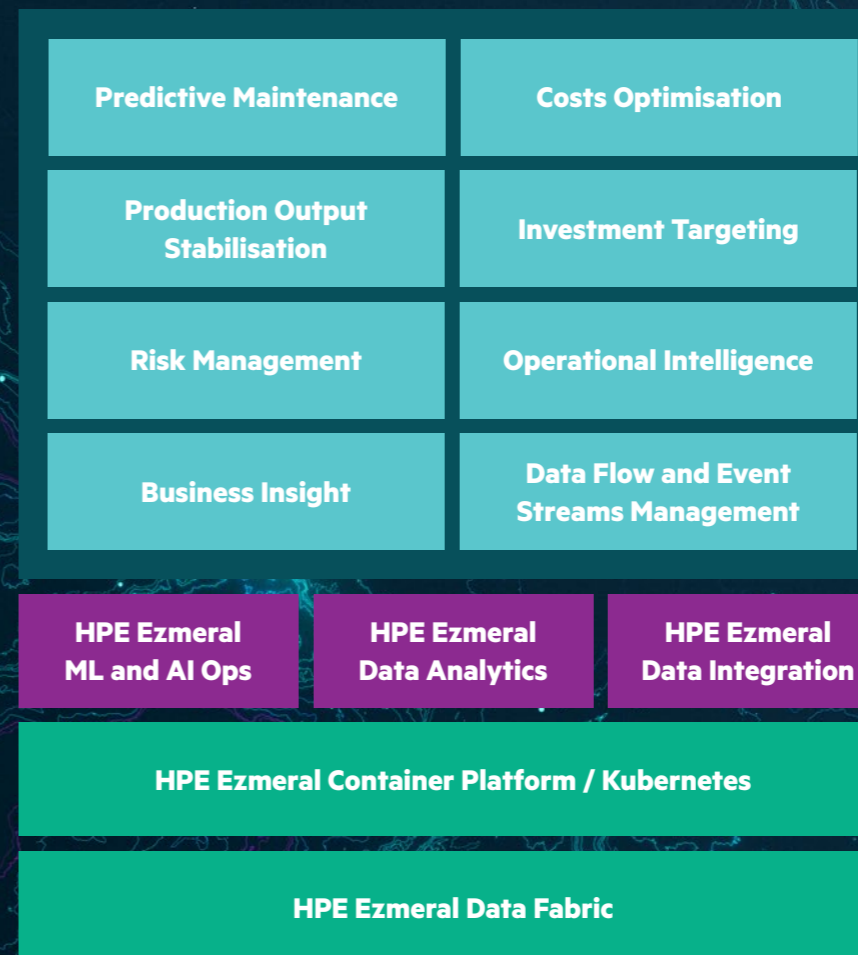 Predictive Maintenance
Costs Optimisation
Production Output
Stabilisation
Investment Targeting
Risk Management
Operational Intelligence
Business Insight
Data Flow and Event
Streams Management
HPE Ezmeral
ML and AI Ops
HPE Ezmeral
Data Analytics
HPE Ezmeral
Data Integration
HPE Ezmeral Container Platform / Kubernetes
HPE Ezmeral Data Fabric